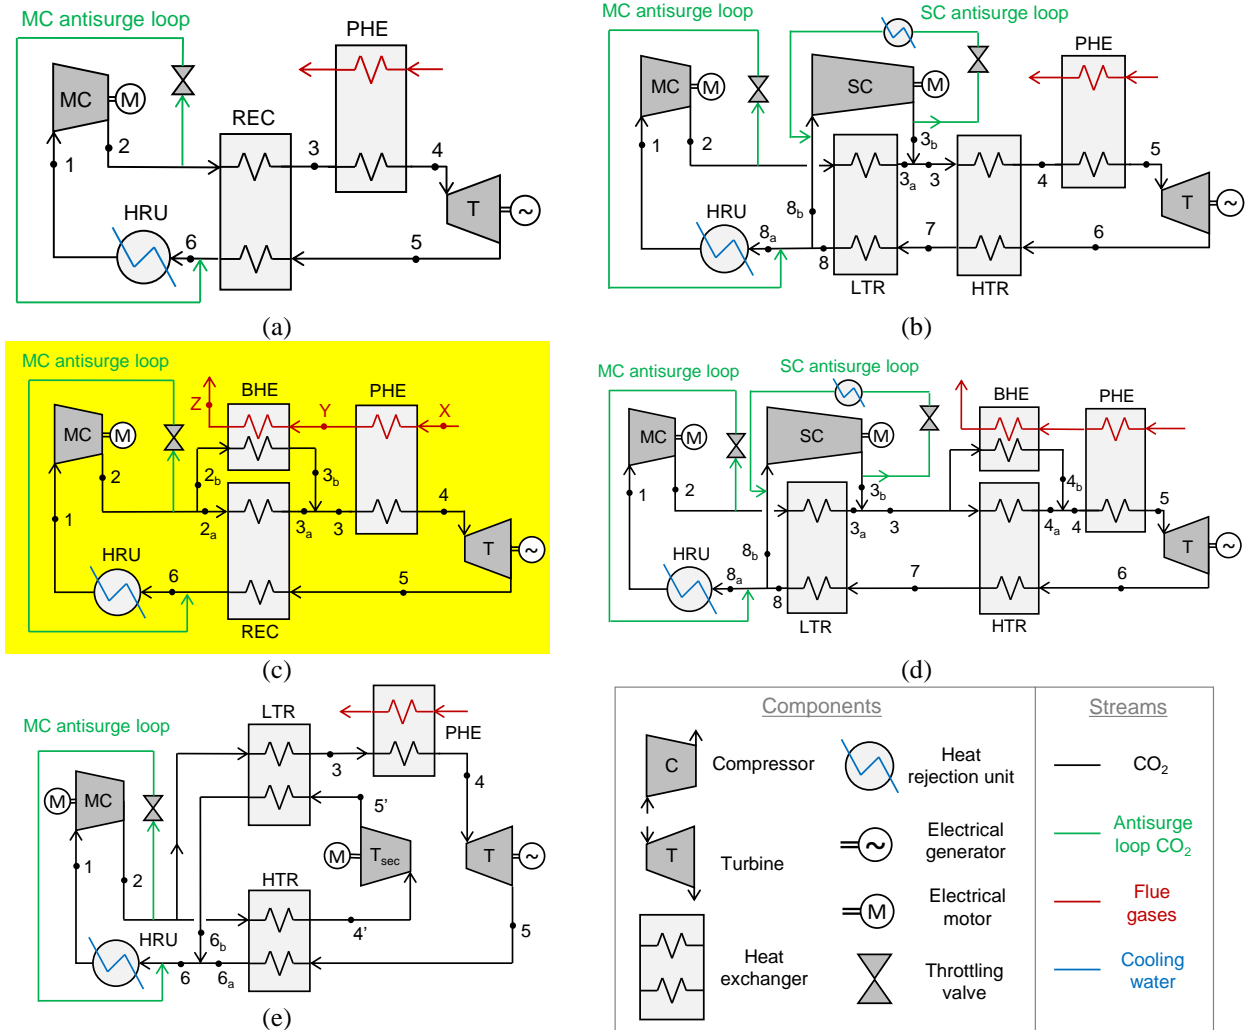 MC antisurge loop
PHE
MC
M
REC
1
2
3
4
T
~
HRU
6
5
(a)
MC antisurge loop
SC antisurge loop
PHE
MC
M
SC
M
1
2
3b
3a
3
4
5
T
~
HRU
8b
8a
8
7
6
LTR
HTR
(b)
MC antisurge loop
BHE
PHE
Z
Y
X
MC
M
2
2b
3b
1
2a
3a
3
4
T
~
HRU
6
5
REC
(c)
MC antisurge loop
SC antisurge loop
BHE
PHE
MC
M
SC
M
1
2
3b
4b
5
3a
3
4a
4
T
~
HRU
8b
8a
8
7
6
LTR
HTR
(d)
MC antisurge loop
LTR
PHE
3
4
M
MC
5'
1
2
M
Tsec
T
~
HTR
HRU
6b
4'
5
6
6a
(e)
Components
Streams
C
Compressor
Heat
rejection unit
CO2
T
Turbine
~
Electrical
generator
Antisurge
loop CO2
M
Electrical
motor
Flue
gases
Heat
exchanger
Throttling
valve
Cooling
water